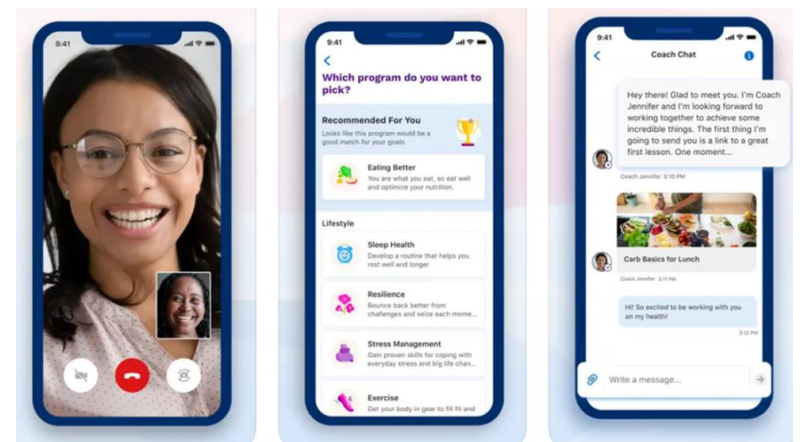 9:41
9:41
Which program do you want to
pick?
Recommended For You
Looks like this program would be a
good match for your goals.
Eating Better
You are what you eat, so eat well
and optimize your nutrition.
Lifestyle
Sleep Health
Develop a routine that helps you
rest well and longer
Resilience
Bounce back better from
challenges and seize each mome...
Stress Management
Gain proven skills for coping with
everyday stress and big life chan...
Exercise
Get your body in gear to fill fit and
9:41
Coach Chat
Hey there! Glad to meet you. I'm Coach
Jennifer and I'm looking forward to
working together to achieve some
incredible things. The first thing I'm
going to send you is a link to a great
first lesson. One moment...
Coach Jennifer 3:10 PM
Carb Basics for Lunch
Coach Jennifer 3:11 PM
Hi! So excited to be working with you
on my health!
3:12 PM
Write a message...